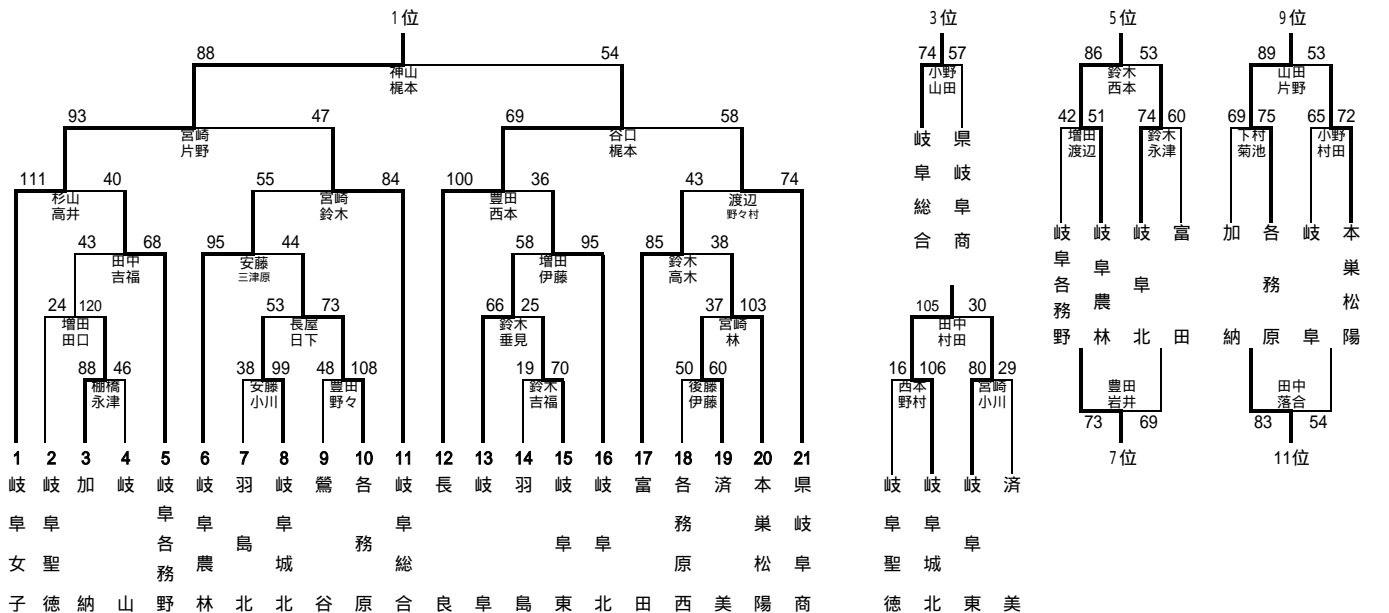 1位 3位 5位 9位
88 54 74 57 86 53 89 53
神山 小野 鈴木 山田
梶本 山田 西本 片野
93 47 69 58 42 51 74 60 69 75 65 72
宮崎 谷口 増田 鈴木 下村 小野
片野 梶本 渡辺 永津 菊池 村田
岐阜総合 県岐阜商
111 40 55 84 100 36 43 74
杉山 宮崎 豊田 渡辺
高井 鈴木 西本 野々村
岐阜各務野 岐阜農林 岐阜北 富田 加納 各務原 岐阜 本巣松陽
43 68 95 44 58 95 85 38
田中 安藤 増田 鈴木
吉福 三津原 伊藤 高木
24 120 53 73 66 25 37 103 105 30
増田 長屋 鈴木 宮崎 田中
田口 日下 垂見 林 村田
88 46 38 99 48 108 19 70 50 60 16 106 80 29
棚橋 安藤 豊田 鈴木 後藤 西本 宮崎 豊田 田中
永津 小川 野々 吉福 伊藤 野村 小川 岩井 落合
73 69 83 54
7位 11位
1 2 3 4 5 6 7 8 9 10 11 12 13 14 15 16 17 18 19 20 21
岐阜女子
岐阜聖徳
加納
岐山
岐阜各務野
岐阜農林
羽島北
岐阜城北
鶯谷
各務原
岐阜総合
長良
岐阜
羽島
岐阜東
岐阜北
富田
各務原西
済美
本巣松陽
県岐阜商
岐阜聖徳
岐阜城北
岐阜東
済美